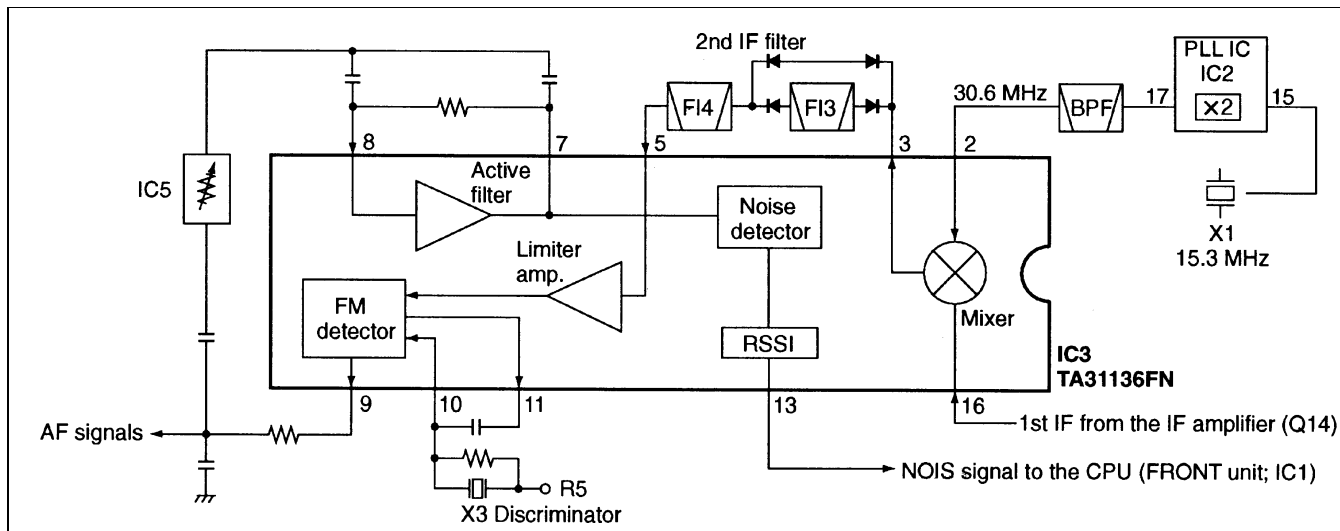 2nd IF filter
PLL IC
IC2
X2
FI4
FI3
30.6 MHz
BPF
17
15
8
7
5
3
2
IC5
Active
filter
Noise
detector
X1
15.3 MHz
Limiter
amp.
FM
detector
Mixer
RSSI
IC3
TA31136FN
9
10
11
13
16
AF signals
1st IF from the IF amplifier (Q14)
NOIS signal to the CPU (FRONT unit; IC1)
R5
X3 Discriminator